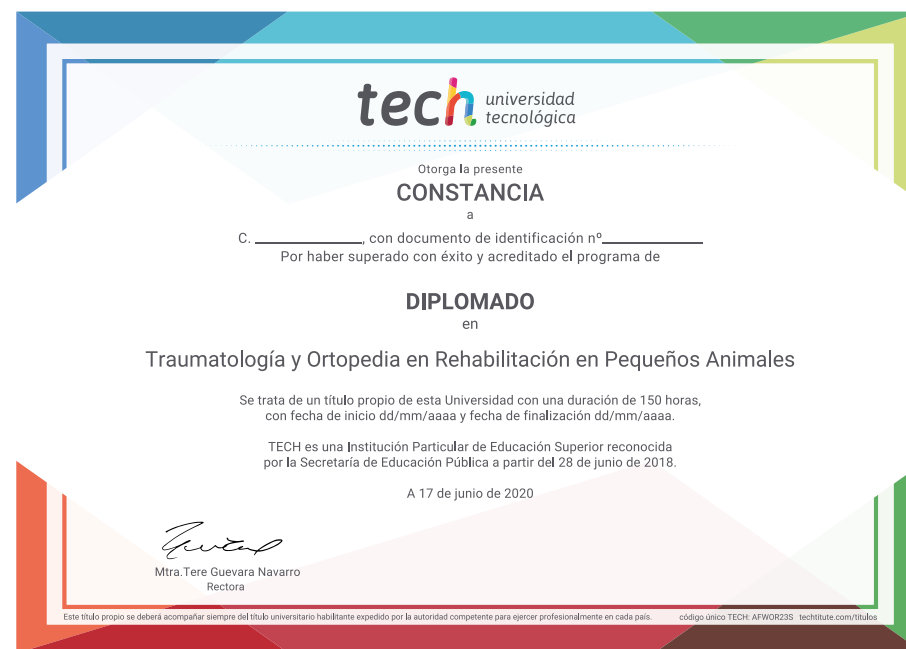 tech universidad
tecnológica
Otorga la presente
CONSTANCIA
a
C. ____________, con documento de identificación nº____________
Por haber superado con éxito y acreditado el programa de
DIPLOMADO
en
Traumatología y Ortopedia en Rehabilitación en Pequeños Animales
Se trata de un título propio de esta Universidad con una duración de 150 horas,
con fecha de inicio dd/mm/aaaa y fecha de finalización dd/mm/aaaa.
TECH es una Institución Particular de Educación Superior reconocida
por la Secretaría de Educación Pública a partir del 28 de junio de 2018.
A 17 de junio de 2020
Mtra.Tere Guevara Navarro
Rectora
Este título propio se deberá acompañar siempre del título universitario habilitante expedido por la autoridad competente para ejercer profesionalmente en cada país. código único TECH: AFWOR23S techtitute.com/titulos